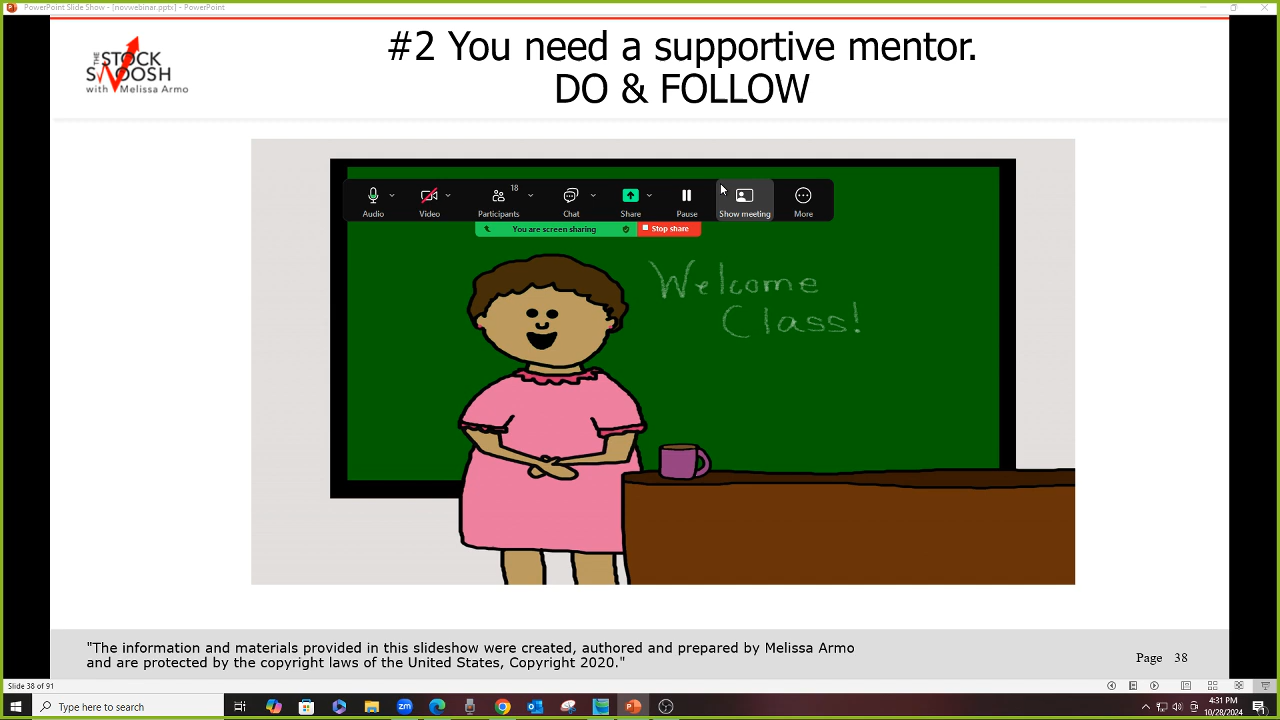 PowerPoint Slide Show - [novwebinar.pptx] - PowerPoint
THE
STOCK
SWOOSH
with Melissa Armo
#2 You need a supportive mentor.
DO & FOLLOW
18
Audio
Video
Participants
Chat
Share
Pause
Show meeting
More
You are screen sharing
Stop share
Welcome
Class!
"The information and materials provided in this slideshow were created, authored and prepared by Melissa Armo
and are protected by the copyright laws of the United States, Copyright 2020."
Page 38
Slide 38 of 91
Type here to search
zm
4:31 PM
10/28/2024